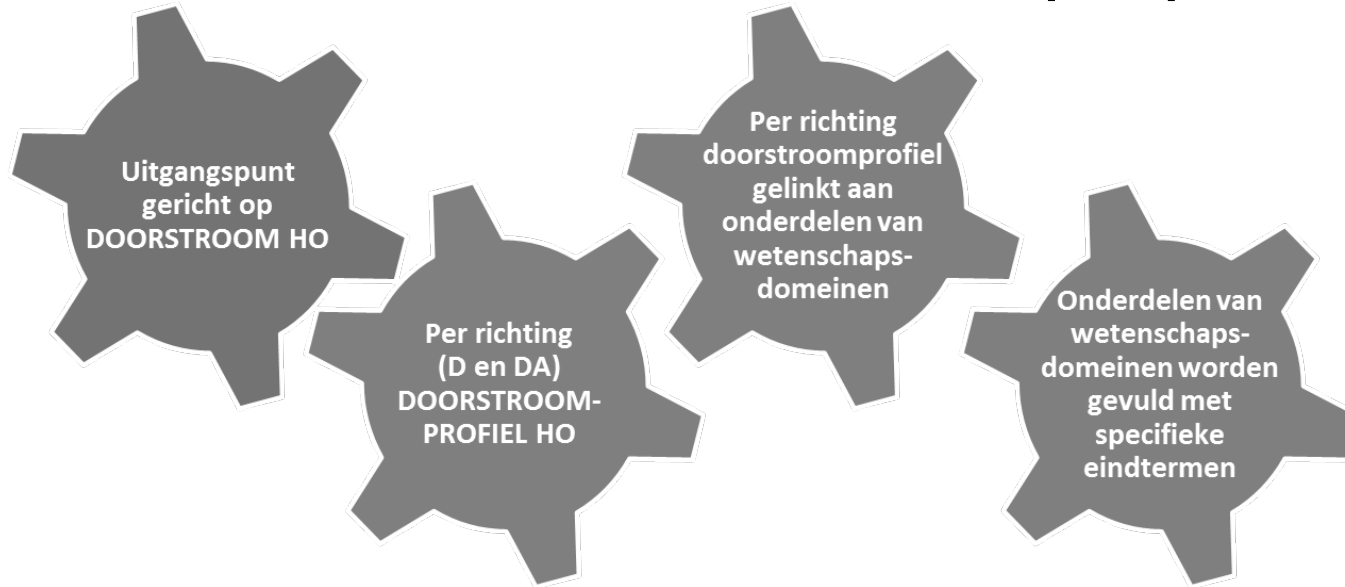 Uitgangspunt
gericht op
DOORSTROOM HO
Per richting
(D en DA)
DOORSTROOM-
PROFIEL HO
Per richting
doorstroomprofiel
gelinkt aan
onderdelen van
wetenschaps-
domeinen
Onderdelen van
wetenschaps-
domeinen worden
gevuld met
specifieke
eindtermen